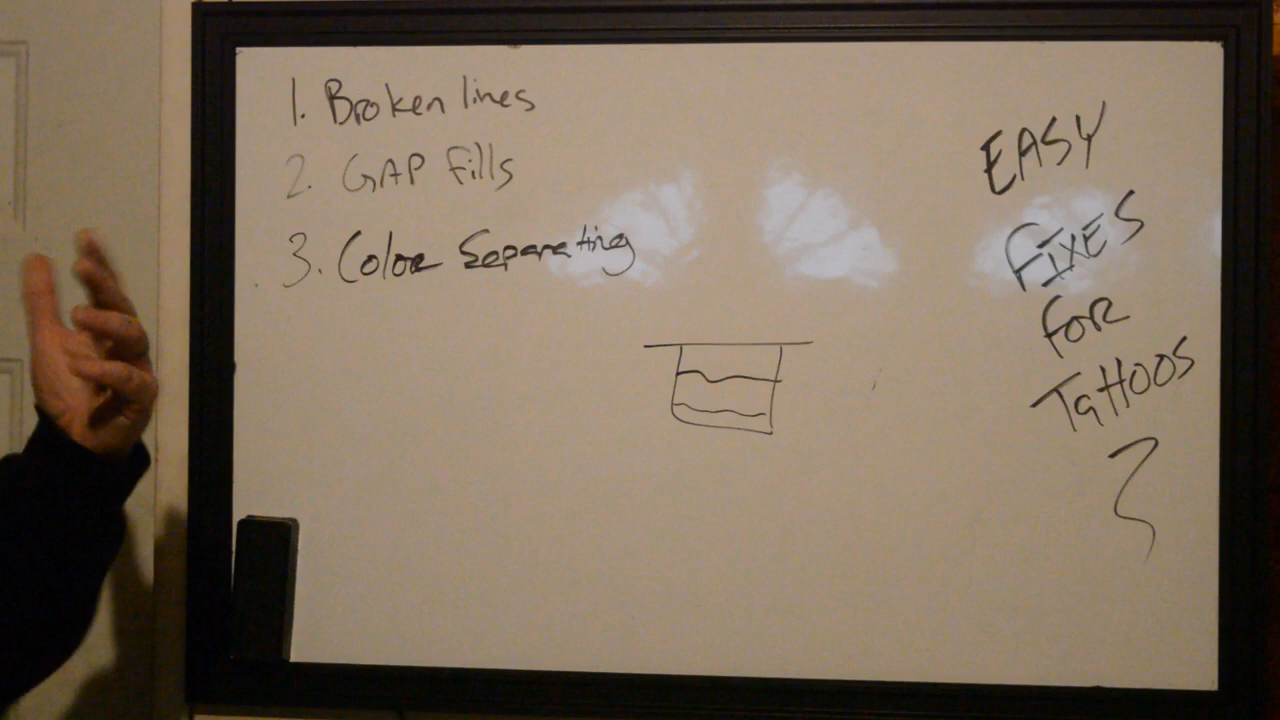 1. Broken lines
2. GAP fills
3. Color Separating
EASY
FIXES
FOR
TaTTOOS